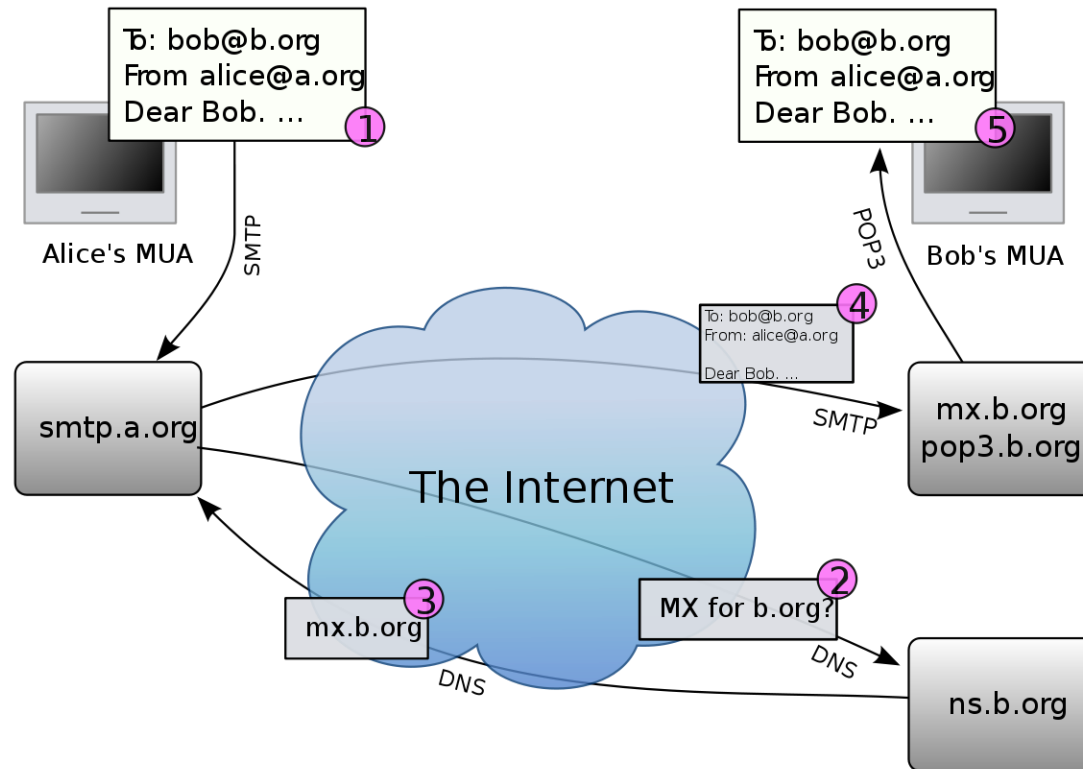 To: bob@b.org
From alice@a.org
Dear Bob. ...
1
Alice's MUA
SMTP
To: bob@b.org
From alice@a.org
Dear Bob. ...
5
Bob's MUA
POP3
To: bob@b.org
From: alice@a.org
Dear Bob. ...
4
SMTP
smtp.a.org
mx.b.org
pop3.b.org
The Internet
MX for b.org?
2
DNS
mx.b.org
3
DNS
ns.b.org